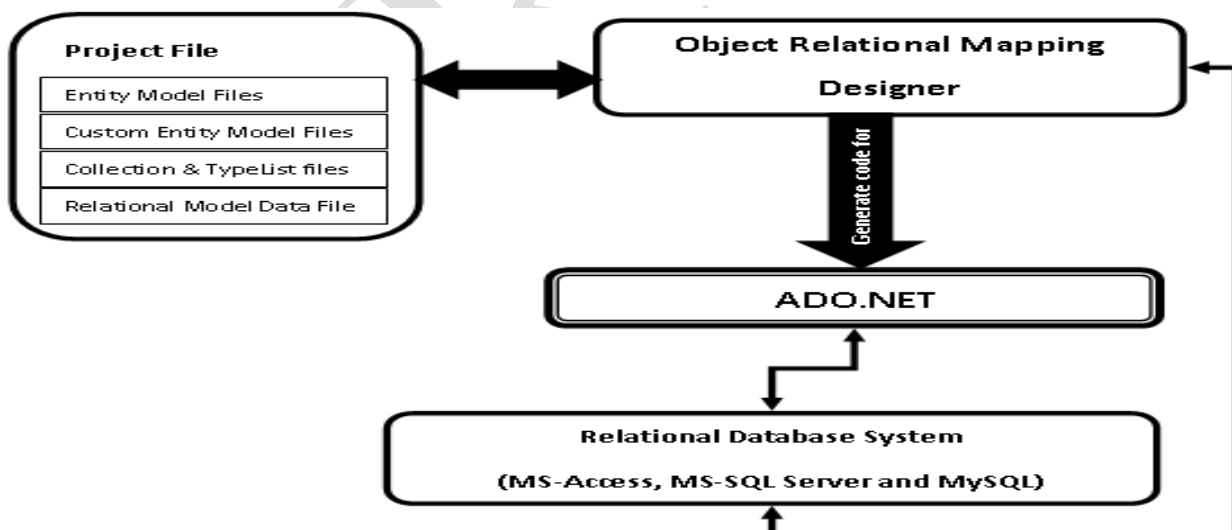 Project File
Entity Model Files
Custom Entity Model Files
Collection & TypeList files
Relational Model Data File
Object Relational Mapping
Designer
Generate code for
ADO.NET
Relational Database System
(MS-Access, MS-SQL Server and MySQL)